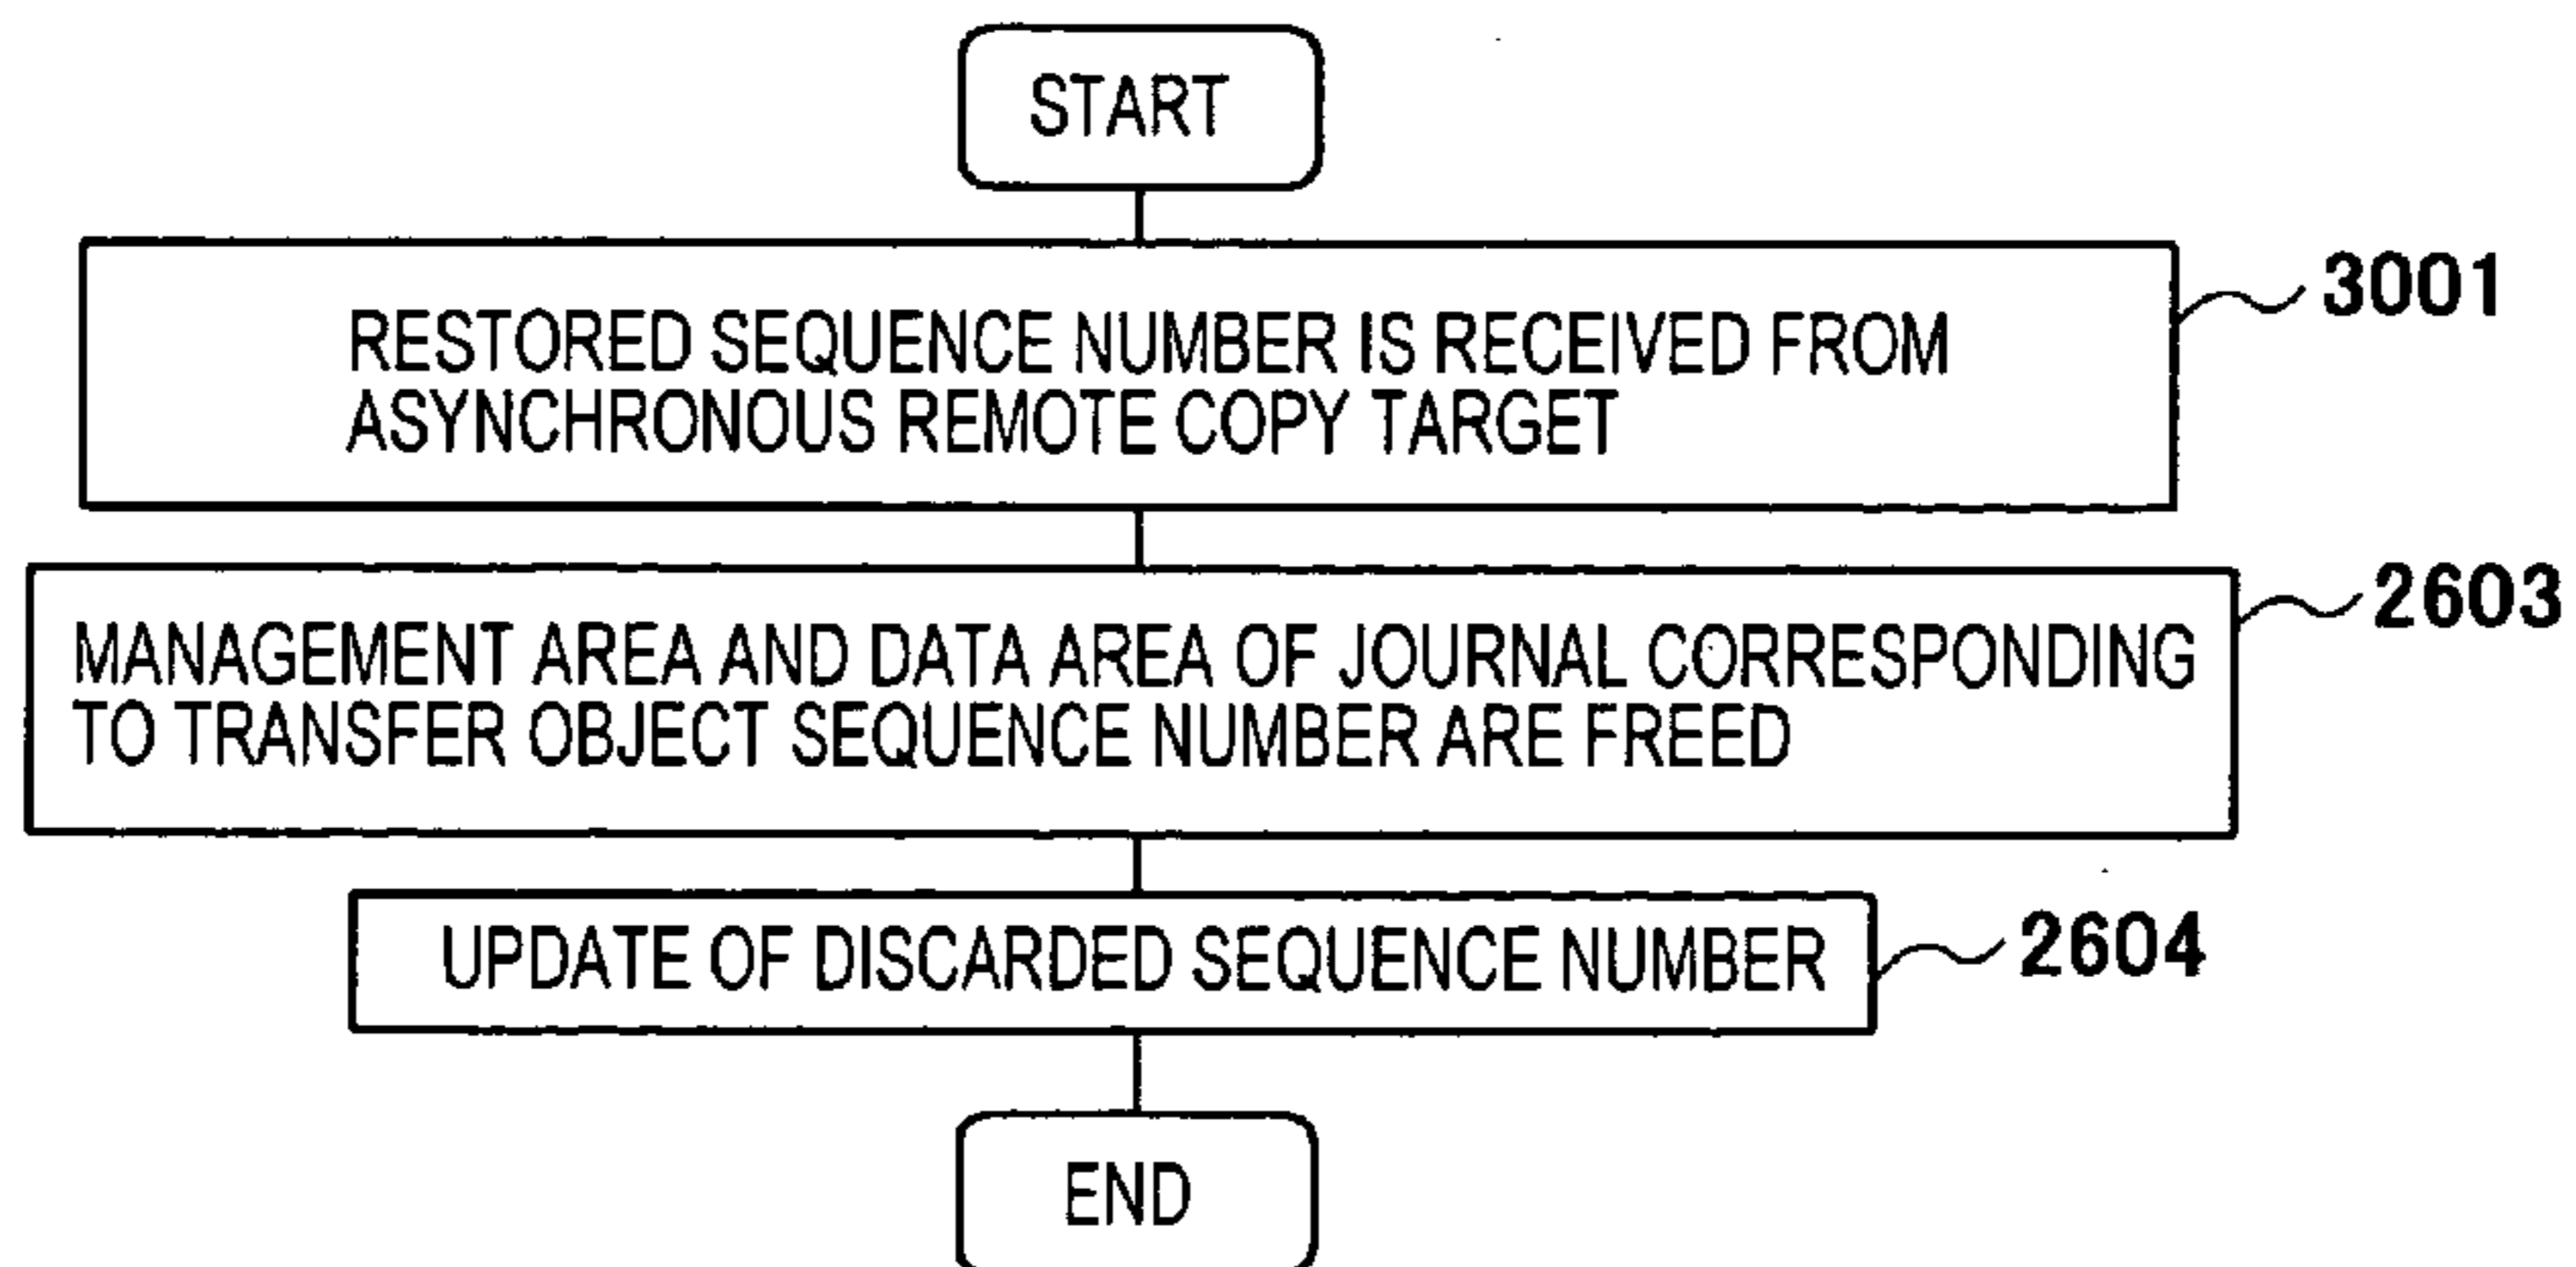 START
RESTORED SEQUENCE NUMBER IS RECEIVED FROM
ASYNCHRONOUS REMOTE COPY TARGET
3001
MANAGEMENT AREA AND DATA AREA OF JOURNAL CORRESPONDING
TO TRANSFER OBJECT SEQUENCE NUMBER ARE FREED
2603
UPDATE OF DISCARDED SEQUENCE NUMBER
2604
END